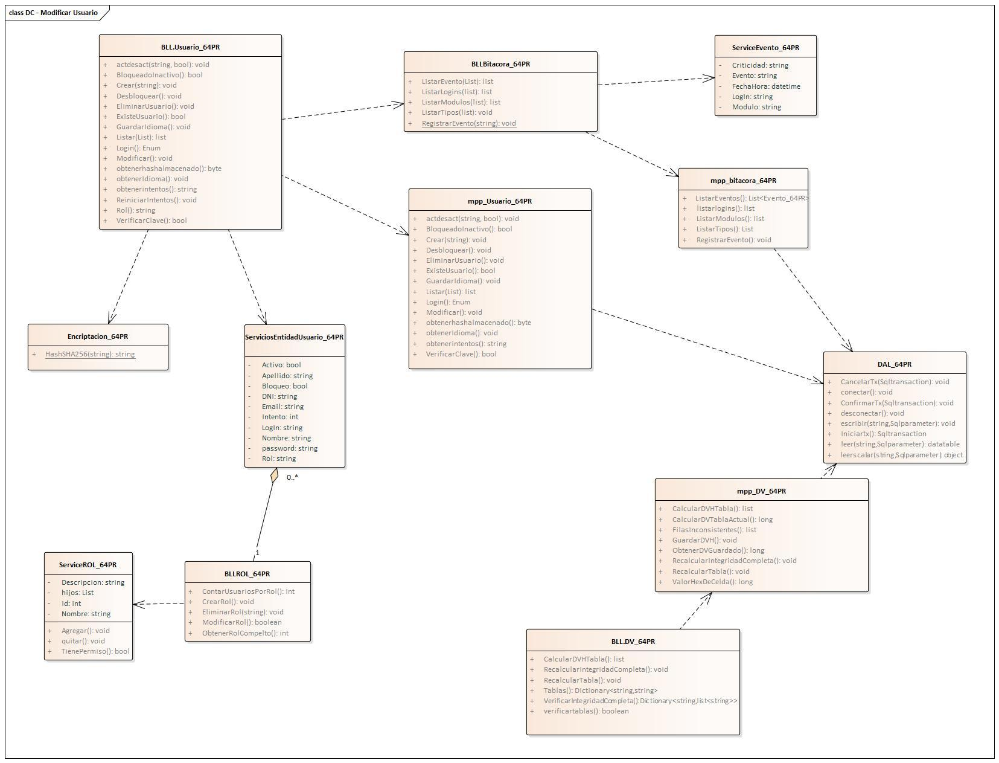 class DC - Modificar Usuario
BLL.Usuario_64PR
+ actdesact(string, bool): void
+ BloqueadoInactivo(): bool
+ Crear(string): void
+ Desbloquear(): void
+ EliminarUsuario(): void
+ ExisteUsuario(): bool
+ GuardarIdioma(): void
+ Listar(List): list
+ Login(): Enum
+ Modificar(): void
+ obtenerhashalmacenado(): byte
+ obtenerIdioma(): void
+ obtenerintentos(): string
+ ReiniciarIntentos(): void
+ Rol(): string
+ VerificarClave(): bool
BLLBitacora_64PR
+ ListarEvento(List): list
+ ListarLogins(list): list
+ ListarModulos(list): list
+ ListarTipos(list): void
+ RegistrarEvento(string): void
ServiceEvento_64PR
- Criticidad: string
- Evento: string
- FechaHora: datetime
- LogIn: string
- Modulo: string
mpp_bitacora_64PR
+ ListarEventos(): List<Evento_64PR>
+ listarlogins(): list
+ ListarModulos(): list
+ ListarTipos(): List
+ RegistrarEvento(): void
mpp_Usuario_64PR
+ actdesact(string, bool): void
+ BloqueadoInactivo(): bool
+ Crear(string): void
+ Desbloquear(): void
+ EliminarUsuario(): void
+ ExisteUsuario(): bool
+ GuardarIdioma(): void
+ Listar(List): list
+ Login(): Enum
+ Modificar(): void
+ obtenerhashalmacenado(): byte
+ obtenerIdioma(): void
+ obtenerintentos(): string
+ VerificarClave(): bool
Encriptacion_64PR
+ HashSHA256(string): string
ServiciosEntidadUsuario_64PR
- Activo: bool
- Apellido: string
- Bloqueo: bool
- DNI: string
- Email: string
- Intento: int
- LogIn: string
- Nombre: string
- password: string
- Rol: string
0..*
1
DAL_64PR
+ CancelarTx(Sqltransaction): void
+ conectar(): void
+ ConfirmarTx(Sqltransaction): void
+ desconectar(): void
+ escribir(string,Sqlparameter): void
+ Iniciartx(): Sqltransaction
+ leer(string,Sqlparameter): datatable
+ leerscalar(string,Sqlparameter): object
mpp_DV_64PR
+ CalcularDVHTabla(): list
+ CalcularDVTablaActual(): long
+ FilasInconsistentes(): list
+ GuardarDVH(): void
+ ObtenerDVGuardado(): long
+ RecalcularIntegridadCompleta(): void
+ RecalcularTabla(): void
+ ValorHexDeCelda(): long
ServiceROL_64PR
- Descripcion: string
- hijos: List
- id: int
- Nombre: string
+ Agregar(): void
+ quitar(): void
+ TienePermiso(): bool
BLLROL_64PR
+ ContarUsuariosPorRol(): int
+ CrearRol(): void
+ EliminarRol(string): void
+ ModificarRol(): boolean
+ ObtenerRolCompelto(): int
BLL.DV_64PR
+ CalcularDVHTabla(): list
+ RecalcularIntegridadCompleta(): void
+ RecalcularTabla(): void
+ Tablas(): Dictionary<string,string>
+ VerificarIntegridadCompleta():Dictionary<string,list<string>>
+ verificartablas(): boolean